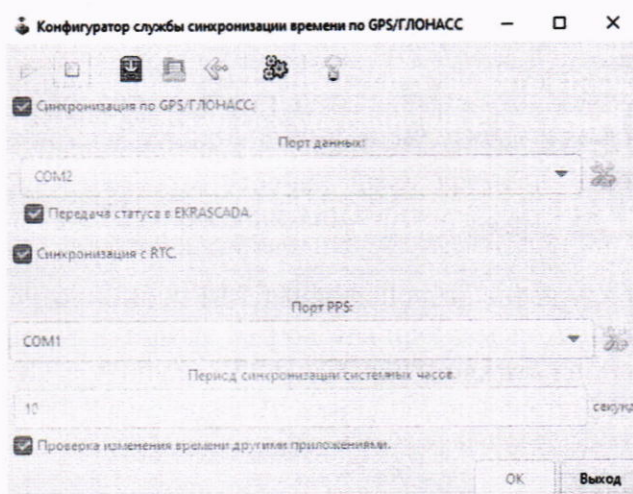 Конфигуратор службы синхронизации времени по GPS/ГЛОНАСС
Синхронизация по GPS/ГЛОНАСС:
Порт данных:
COM2
Передача статуса в EKRASCADA.
Синхронизация с RTC.
Порт PPS:
COM1
Период синхронизации системных часов.
10
секунд
Проверка изменения времени другими приложениями.
OK Выход